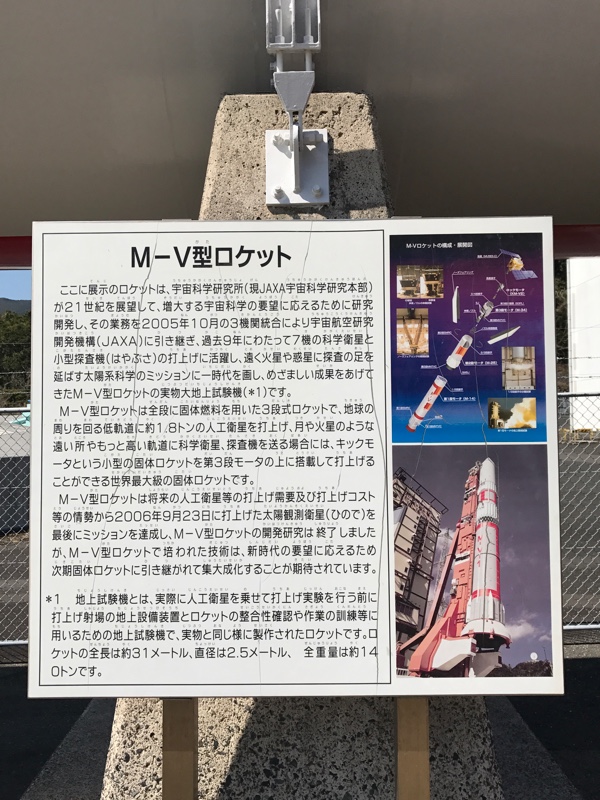 M-V型ロケット
ここに展示のロケットは、宇宙科学研究所(現JAXA宇宙科学研究本部)
が21世紀を展望して、増大する宇宙科学の要望に応えるために研究
開発し、その業務を2005年10月の3機関統合により宇宙航空研究
開発機構(JAXA)に引き継ぎ、過去9年にわたって7機の科学衛星と
小型探査機(はやぶさ)の打上げに活躍し、遠く火星や惑星に探査の足を
延ばす太陽系科学のミッションに一時代を画し、めざましい成果をあげて
きたM-V型ロケットの実物大地上試験機(*1)です。
M-V型ロケットは全段に固体燃料を用いた3段式ロケットで、地球の
周りを回る低軌道に約1.8トンの人工衛星を打上げ、月や火星のような
遠い所やもっと高い軌道に科学衛星、探査機を送る場合には、キックモ
ータという小型の固体ロケットを第3段モータの上に搭載して打上げる
ことができる世界最大級の固体ロケットです。
M-V型ロケットは将来の人工衛星等の打上げ需要及び打上げコスト
等の情勢から2006年9月23日に打上げた太陽観測衛星(ひので)を
最後にミッションを達成し、M-V型ロケットの開発研究は終了しました
が、M-V型ロケットで培われた技術は、新時代の要望に応えるため
次期固体ロケットに引き継がれて集大成化することが期待されています。
*1 地上試験機とは、実際に人工衛星を乗せて打上げ実験を行う前に
打上げ射場の地上設備装置とロケットの整合性確認や作業の訓練等に
用いるための地上試験機で、実物と同じ様に製作されたロケットです。ロ
ケットの全長は約31メートル、直径は2.5メートル、 全重量は約14
0トンです。
M-Vロケットの構成・展開図